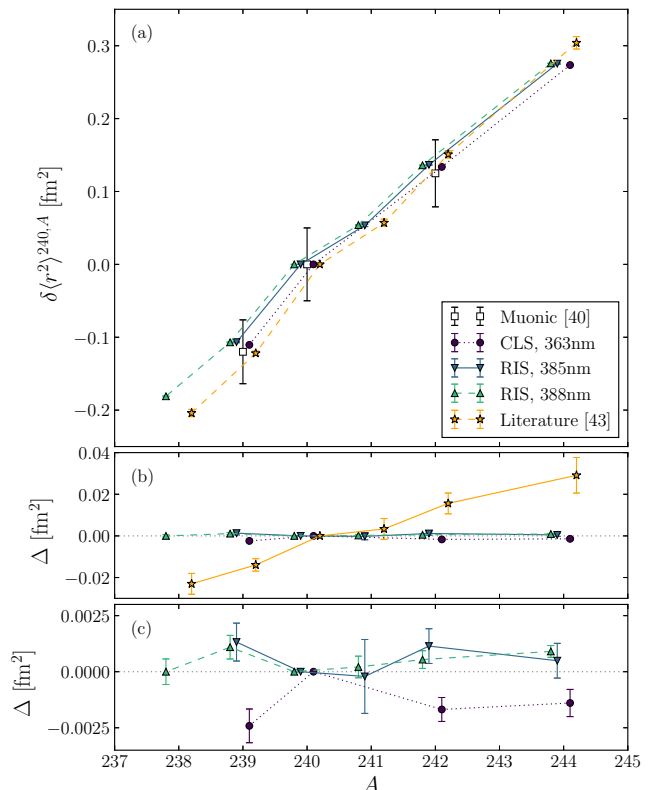 (a)
0.3
0.2
0.1
0.0
−0.1
−0.2
δ⟨r²⟩²⁴⁰,ᴬ [fm²]
Muonic [40]
CLS, 363nm
RIS, 385nm
RIS, 388nm
Literature [43]
(b)
0.04
0.02
0.00
−0.02
Δ [fm²]
(c)
0.0025
0.0000
−0.0025
Δ [fm²]
237 238 239 240 241 242 243 244 245
A